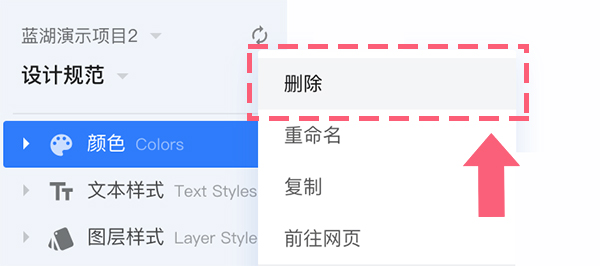 蓝湖演示项目2
设计规范
颜色 Colors
文本样式 Text Styles
图层样式 Layer Style
删除
重命名
复制
前往网页